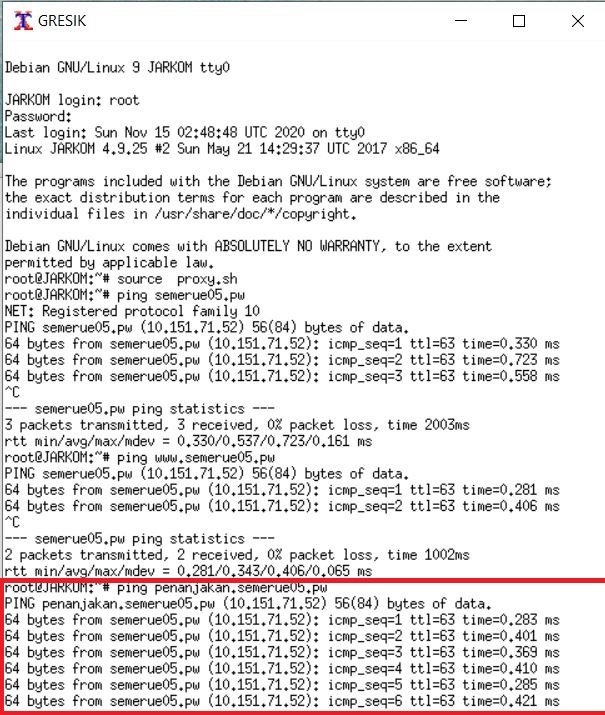 GRESIK
Debian GNU/Linux 9 JARKOM tty0
JARKOM login: root
Password:
Last login: Sun Nov 15 02:48:48 UTC 2020 on tty0
Linux JARKOM 4.9.25 #2 Sun May 21 14:29:37 UTC 2017 x86_64
The programs included with the Debian GNU/Linux system are free software;
the exact distribution terms for each program are described in the
individual files in /usr/share/doc/*/copyright.
Debian GNU/Linux comes with ABSOLUTELY NO WARRANTY, to the extent
permitted by applicable law.
root@JARKOM:~# source  proxy.sh
root@JARKOM:~# ping semerue05.pw
NET: Registered protocol family 10
PING semerue05.pw (10.151.71.52) 56(84) bytes of data.
64 bytes from semerue05.pw (10.151.71.52): icmp_seq=1 ttl=63 time=0.330 ms
64 bytes from semerue05.pw (10.151.71.52): icmp_seq=2 ttl=63 time=0.723 ms
64 bytes from semerue05.pw (10.151.71.52): icmp_seq=3 ttl=63 time=0.558 ms
^C
--- semerue05.pw ping statistics ---
3 packets transmitted, 3 received, 0% packet loss, time 2003ms
rtt min/avg/max/mdev = 0.330/0.537/0.723/0.161 ms
root@JARKOM:~# ping www.semerue05.pw
PING semerue05.pw (10.151.71.52) 56(84) bytes of data.
64 bytes from semerue05.pw (10.151.71.52): icmp_seq=1 ttl=63 time=0.281 ms
64 bytes from semerue05.pw (10.151.71.52): icmp_seq=2 ttl=63 time=0.406 ms
^C
--- semerue05.pw ping statistics ---
2 packets transmitted, 2 received, 0% packet loss, time 1002ms
rtt min/avg/max/mdev = 0.281/0.343/0.406/0.065 ms
root@JARKOM:~# ping penanjakan.semerue05.pw
PING penanjakan.semerue05.pw (10.151.71.52) 56(84) bytes of data.
64 bytes from semerue05.pw (10.151.71.52): icmp_seq=1 ttl=63 time=0.283 ms
64 bytes from semerue05.pw (10.151.71.52): icmp_seq=2 ttl=63 time=0.401 ms
64 bytes from semerue05.pw (10.151.71.52): icmp_seq=3 ttl=63 time=0.369 ms
64 bytes from semerue05.pw (10.151.71.52): icmp_seq=4 ttl=63 time=0.410 ms
64 bytes from semerue05.pw (10.151.71.52): icmp_seq=5 ttl=63 time=0.285 ms
64 bytes from semerue05.pw (10.151.71.52): icmp_seq=6 ttl=63 time=0.421 ms